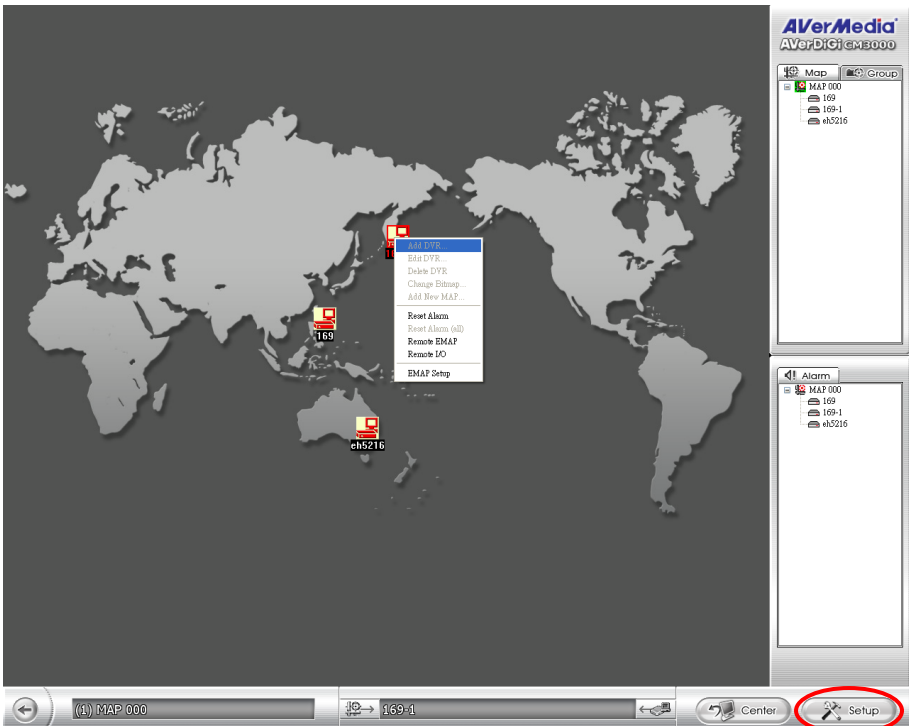 AVerMedia®
AVerDiGi CM3000
Map
Group
MAP 000
169
169-1
eh5216
Add DVR...
Edit DVR...
Delete DVR
Change Bitmap...
Add New MAP...
Reset Alarm
Reset Alarm (all)
Remote EMAP
Remote I/O
EMAP Setup
169
eh5216
Alarm
MAP 000
169
169-1
eh5216
(1) MAP 000
169-1
Center
Setup